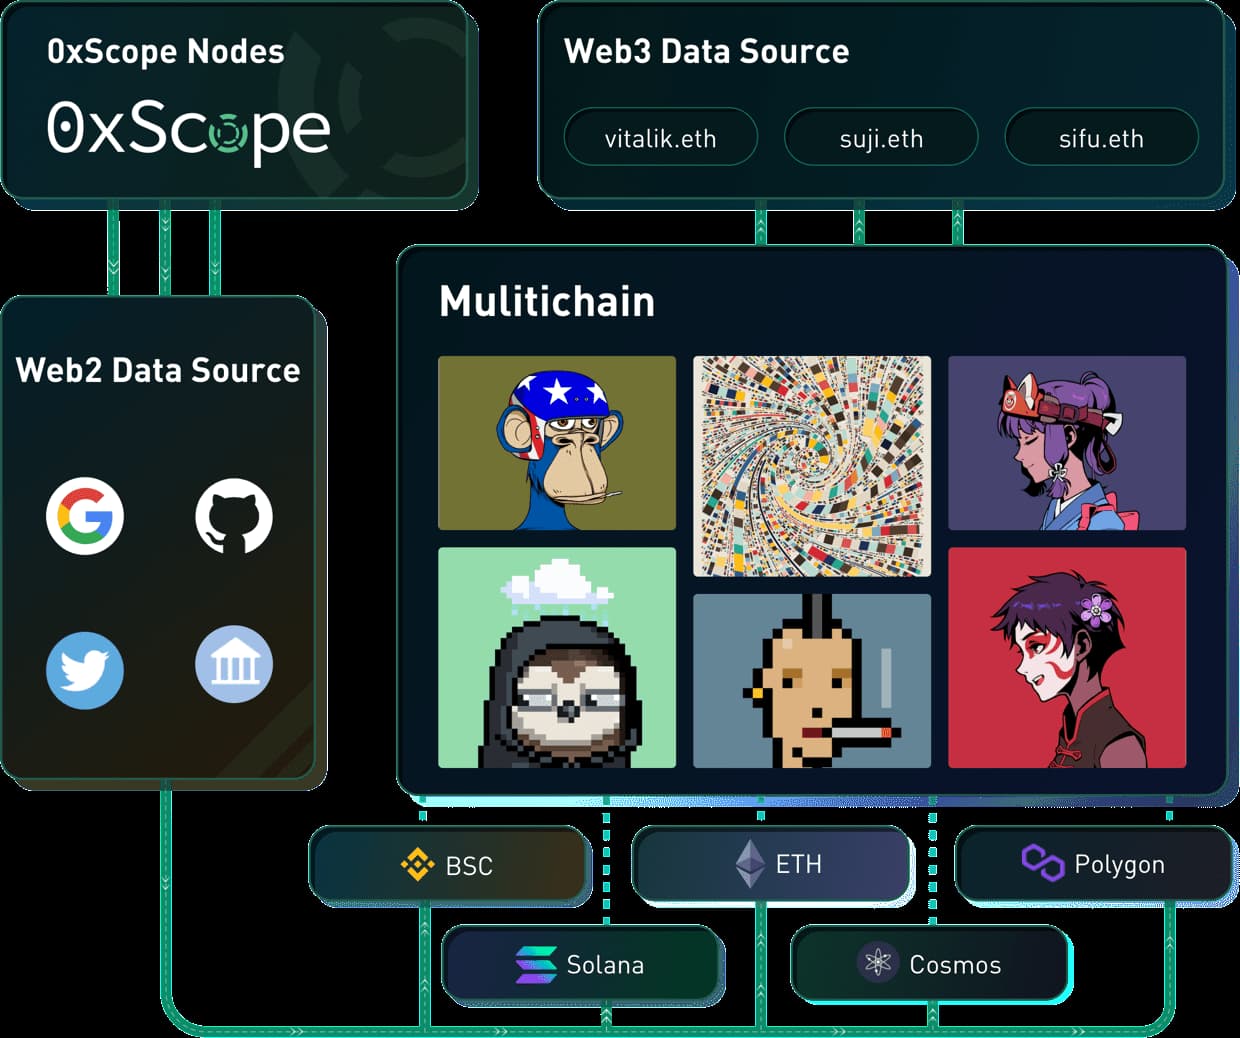 0xScope Nodes
0xScope
Web3 Data Source
vitalik.eth
suji.eth
sifu.eth
Web2 Data Source
Mulitichain
BSC
ETH
Polygon
Solana
Cosmos